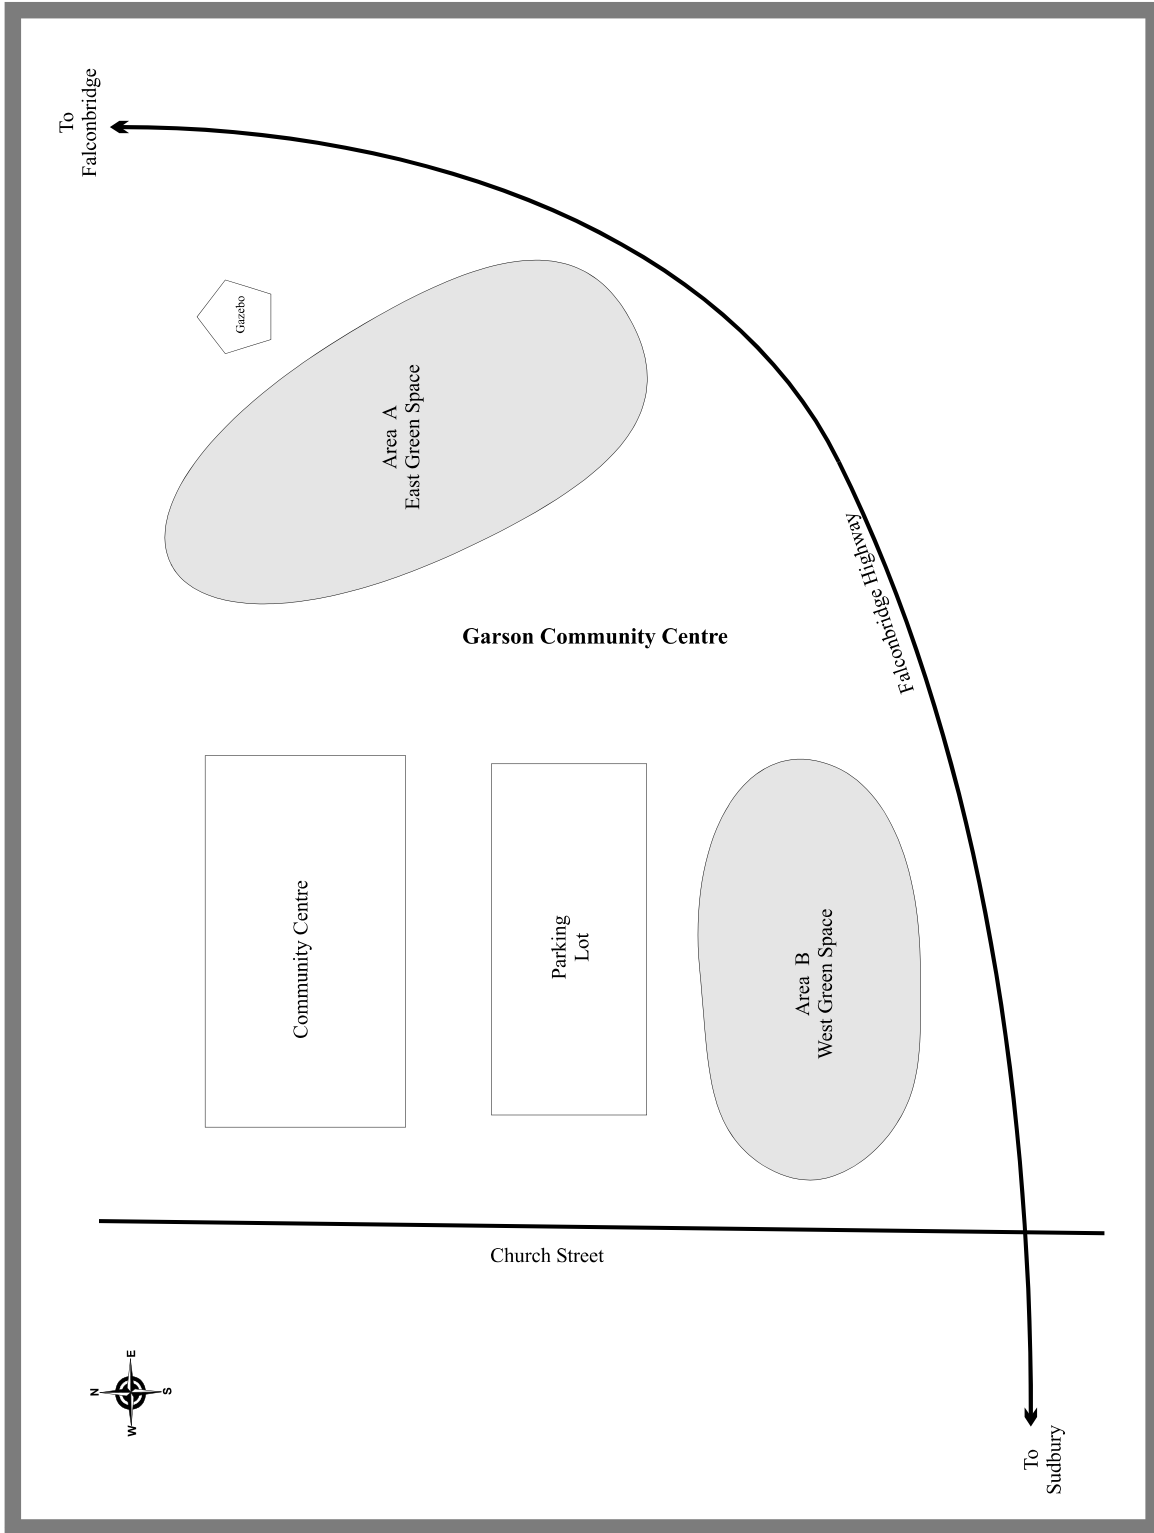 To
Falconbridge
Gazebo
Area A
East Green Space
Garson Community Centre
Falconbridge Highway
Community Centre
Parking
Lot
Area B
West Green Space
Church Street
N
E
S
W
To
Sudbury